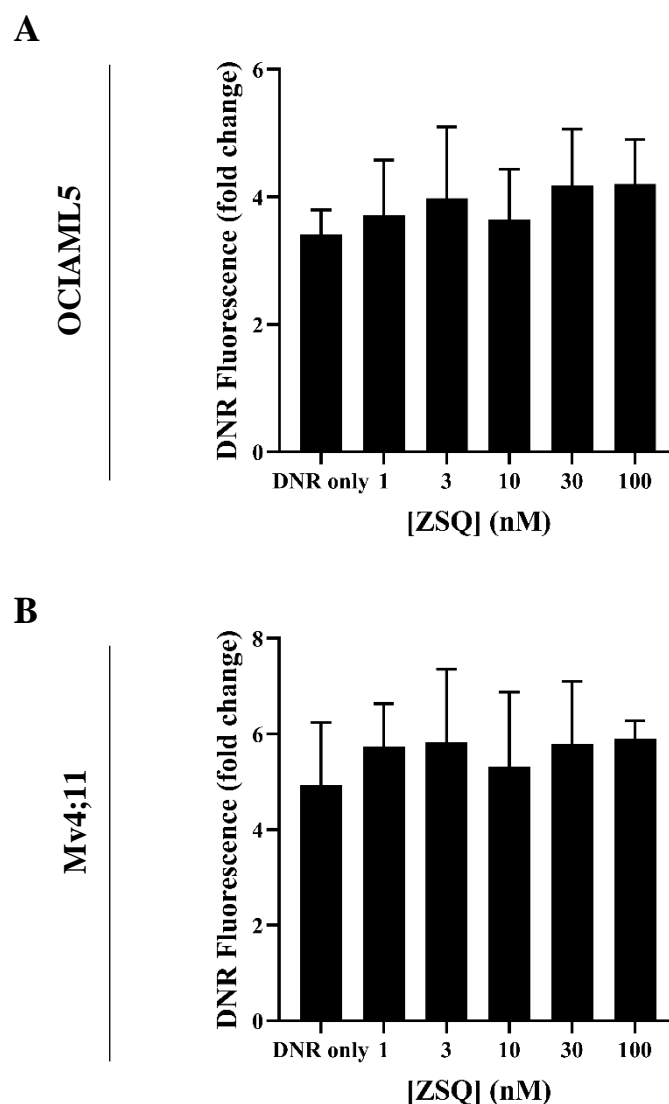 A
OCIAML5
DNR Fluorescence (fold change)
6
4
2
0
DNR only 1 3 10 30 100
[ZSQ] (nM)
B
Mv4;11
DNR Fluorescence (fold change)
8
6
4
2
0
DNR only 1 3 10 30 100
[ZSQ] (nM)